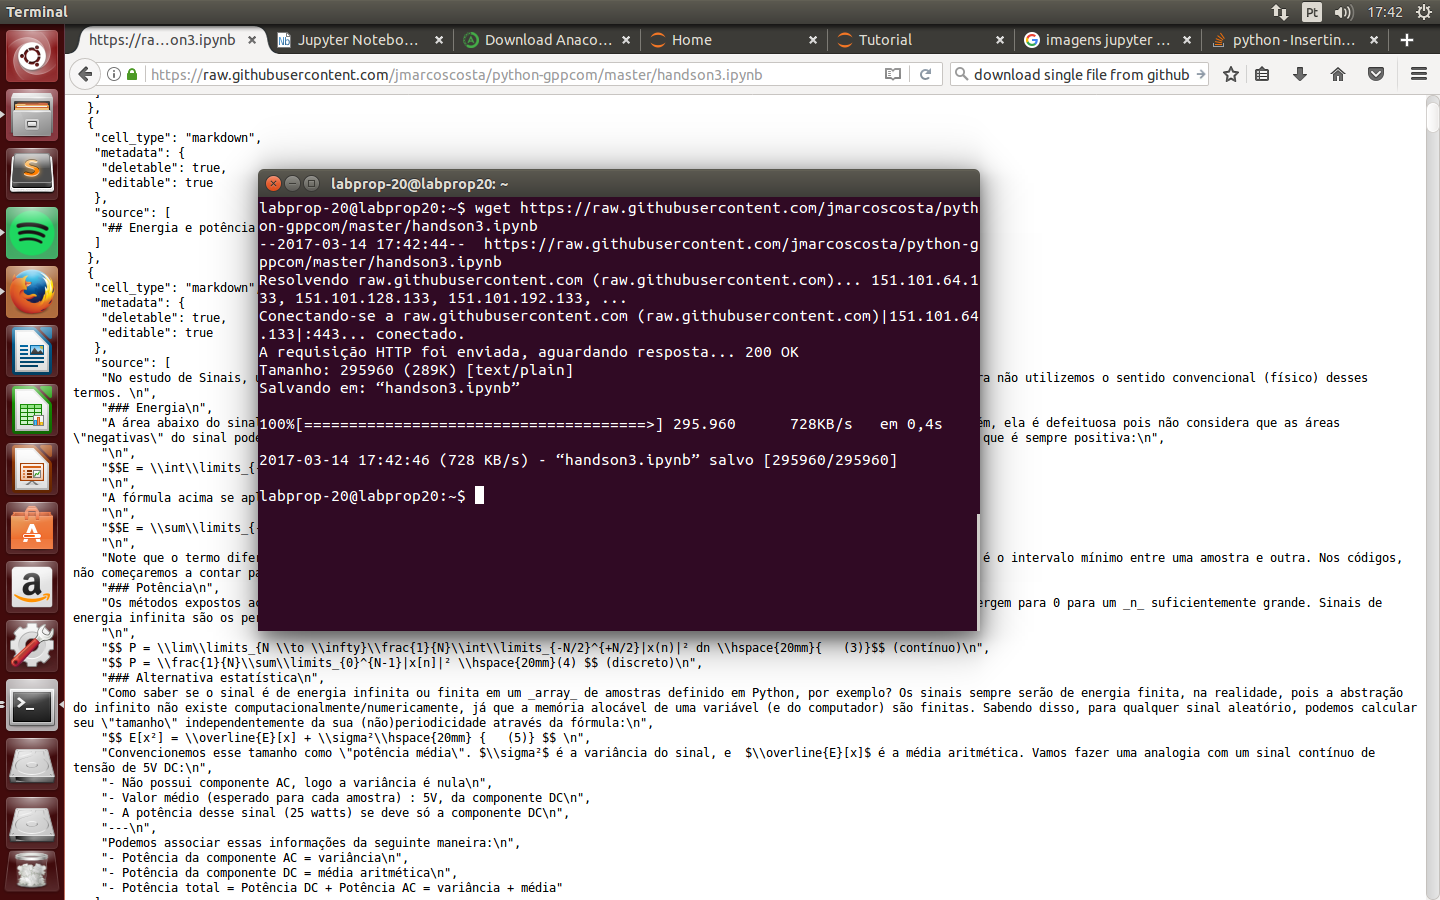 Terminal
Pt
17:42
https://ra...on3.ipynb
Jupyter Notebo...
Download Anaco...
Home
Tutorial
imagens jupyter ...
python - Insertin...
https://raw.githubusercontent.com/jmarcoscosta/python-gppcom/master/handson3.ipynb
download single file from github
},
{
"cell_type": "markdown",
"metadata": {
"deletable": true,
"editable": true
},
"source": [
"## Energia e potência
]
},
{
"cell_type": "markdown"
"metadata": {
"deletable": true,
"editable": true
},
"source": [
"No estudo de Sinais, ra não utilizemos o sentido convencional (físico) desses
termos. \n",
"### Energia\n",
"A área abaixo do sinal ém, ela é defeituosa pois não considera que as áreas
\"negativas\" do sinal pode que é sempre positiva:\n",
"\n",
"$$E = \\int\\limits_{-
"\n",
"A fórmula acima se apl
"\n",
"$$E = \\sum\\limits_{-
"\n",
"Note que o termo difer é o intervalo mínimo entre uma amostra e outra. Nos códigos,
não começaremos a contar pa
"### Potência\n",
"Os métodos expostos ac ergem para 0 para um _n_ suficientemente grande. Sinais de
energia infinita são os per
"\n",
"$$ P = \\lim\\limits_{N \\to \\infty}\\frac{1}{N}\\int\\limits_{-N/2}^{+N/2}|x(n)|² dn \\hspace{20mm}{   (3)}$$ (contínuo)\n",
"$$ P = \\frac{1}{N}\\sum\\limits_{0}^{N-1}|x[n]|² \\hspace{20mm}(4) $$ (discreto)\n",
"### Alternativa estatística\n",
"Como saber se o sinal é de energia infinita ou finita em um _array_ de amostras definido em Python, por exemplo? Os sinais sempre serão de energia finita, na realidade, pois a abstração
do infinito não existe computacionalmente/numericamente, já que a memória alocável de uma variável (e do computador) são finitas. Sabendo disso, para qualquer sinal aleatório, podemos calcular
seu \"tamanho\" independentemente da sua (não)periodicidade através da fórmula:\n",
"$$ E[x²] = \\overline{E}[x] + \\sigma²\\hspace{20mm} {   (5)} $$ \n",
"Convencionemos esse tamanho como \"potência média\". $\\sigma²$ é a variância do sinal, e  $\\overline{E}[x]$ é a média aritmética. Vamos fazer uma analogia com um sinal contínuo de
tensão de 5V DC:\n",
"- Não possui componente AC, logo a variância é nula\n",
"- Valor médio (esperado para cada amostra) : 5V, da componente DC\n",
"- A potência desse sinal (25 watts) se deve só a componente DC\n",
"---\n",
"Podemos associar essas informações da seguinte maneira:\n",
"- Potência da componente AC = variância\n",
"- Potência da componente DC = média aritmética\n",
"- Potência total = Potência DC + Potência AC = variância + média"
labprop-20@labprop20: ~
labprop-20@labprop20:~$ wget https://raw.githubusercontent.com/jmarcoscosta/pyth
on-gppcom/master/handson3.ipynb
--2017-03-14 17:42:44--  https://raw.githubusercontent.com/jmarcoscosta/python-g
ppcom/master/handson3.ipynb
Resolvendo raw.githubusercontent.com (raw.githubusercontent.com)... 151.101.64.1
33, 151.101.128.133, 151.101.192.133, ...
Conectando-se a raw.githubusercontent.com (raw.githubusercontent.com)|151.101.64
.133|:443... conectado.
A requisição HTTP foi enviada, aguardando resposta... 200 OK
Tamanho: 295960 (289K) [text/plain]
Salvando em: “handson3.ipynb”
100%[======================================>] 295.960      728KB/s   em 0,4s
2017-03-14 17:42:46 (728 KB/s) - “handson3.ipynb” salvo [295960/295960]
labprop-20@labprop20:~$